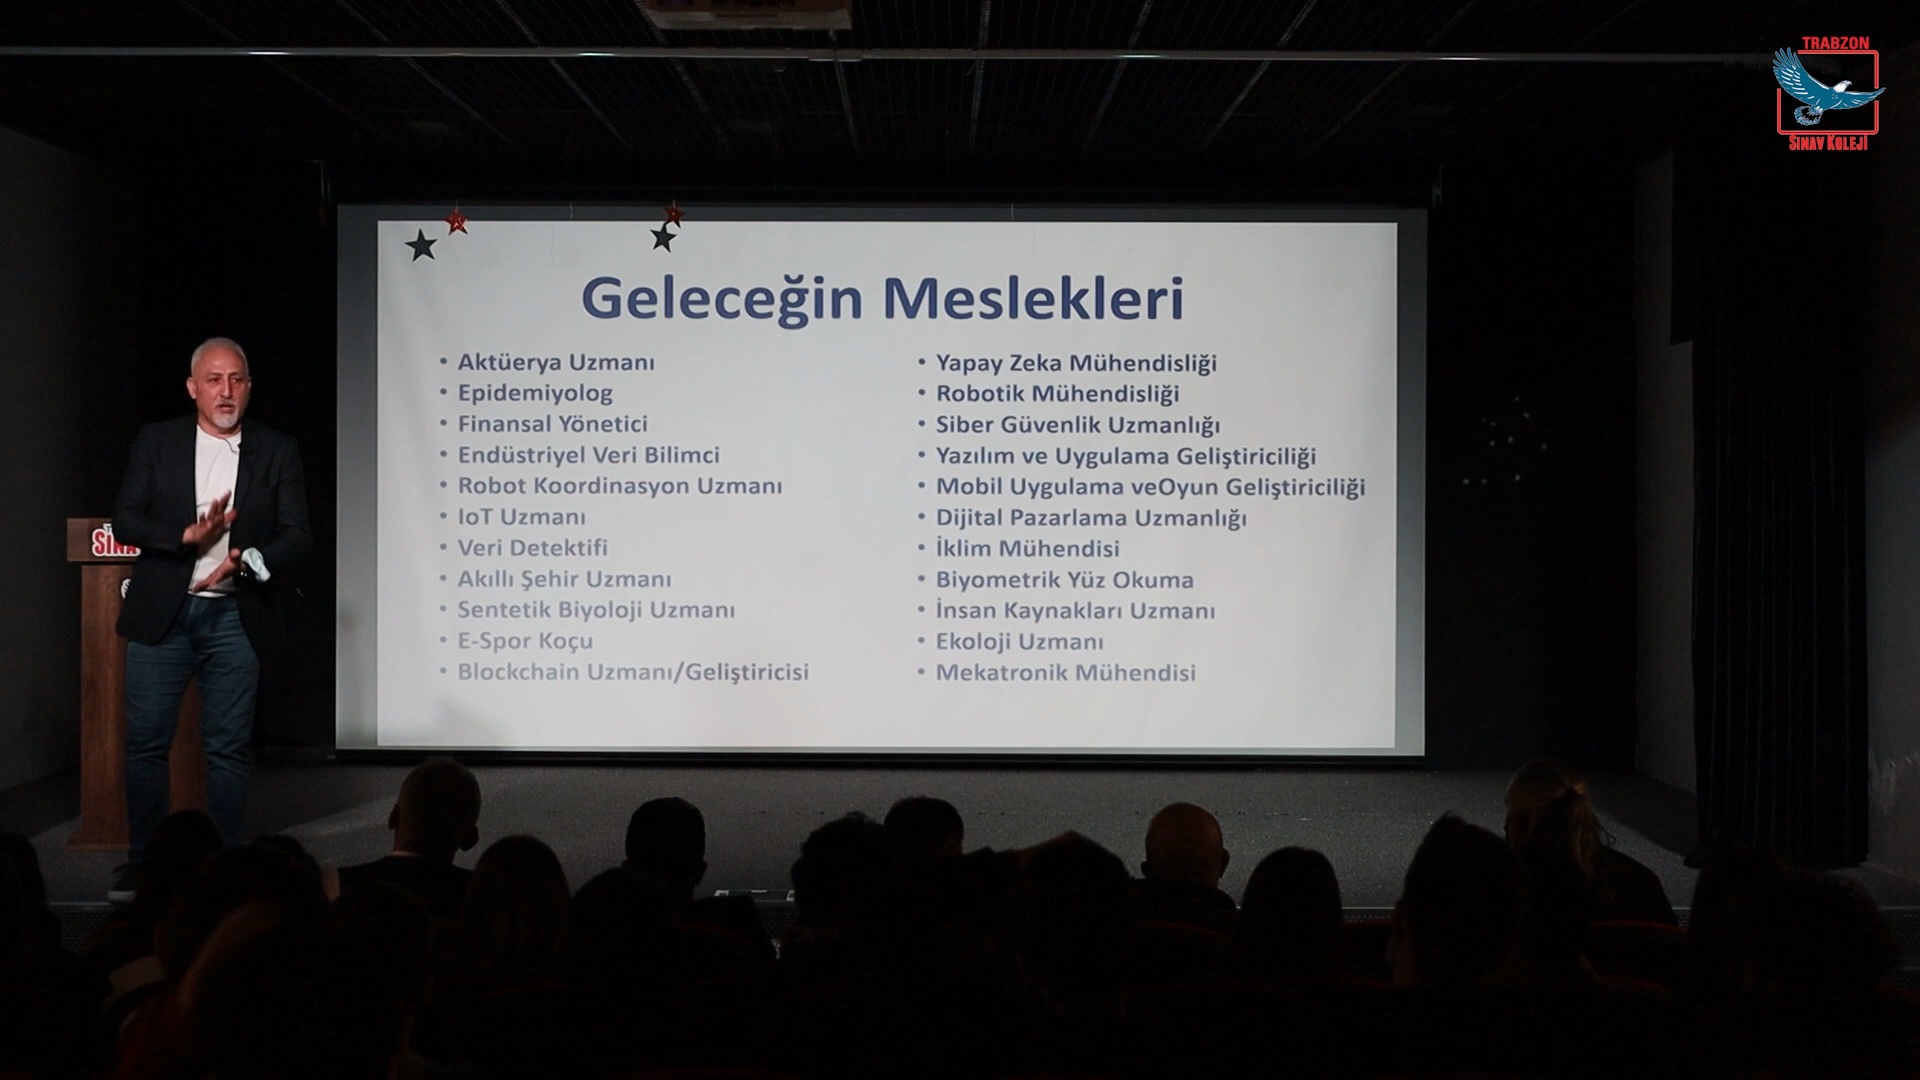 TRABZON
SINAV KOLEJİ
Geleceğin Meslekleri
• Aktüerya Uzmanı
• Epidemiyolog
• Finansal Yönetici
• Endüstriyel Veri Bilimci
• Robot Koordinasyon Uzmanı
• IoT Uzmanı
• Veri Detektifi
• Akıllı Şehir Uzmanı
• Sentetik Biyoloji Uzmanı
• E-Spor Koçu
• Blockchain Uzmanı/Geliştiricisi
• Yapay Zeka Mühendisliği
• Robotik Mühendisliği
• Siber Güvenlik Uzmanlığı
• Yazılım ve Uygulama Geliştiriciliği
• Mobil Uygulama veOyun Geliştiriciliği
• Dijital Pazarlama Uzmanlığı
• İklim Mühendisi
• Biyometrik Yüz Okuma
• İnsan Kaynakları Uzmanı
• Ekoloji Uzmanı
• Mekatronik Mühendisi